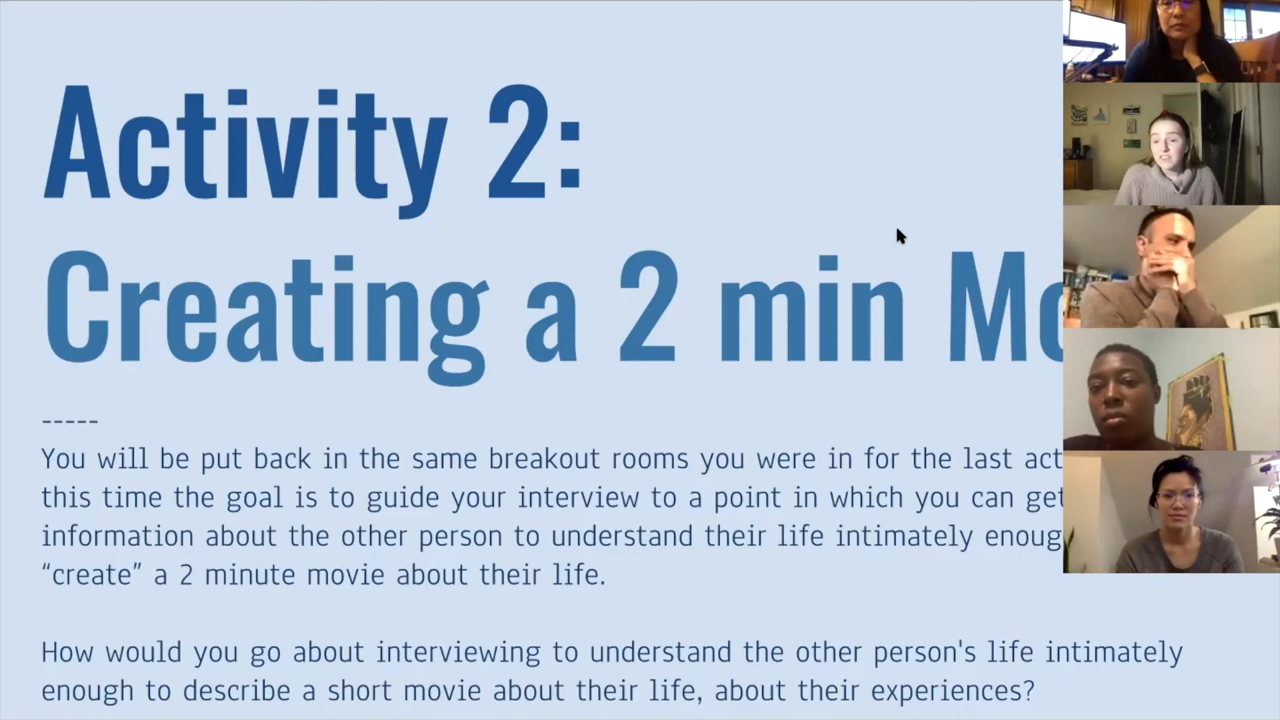 Activity 2:
Creating a 2 min
-----
You will be put back in the same breakout rooms you were in for the last act
this time the goal is to guide your interview to a point in which you can get
information about the other person to understand their life intimately enoug
“create” a 2 minute movie about their life.
How would you go about interviewing to understand the other person's life intimately
enough to describe a short movie about their life, about their experiences?